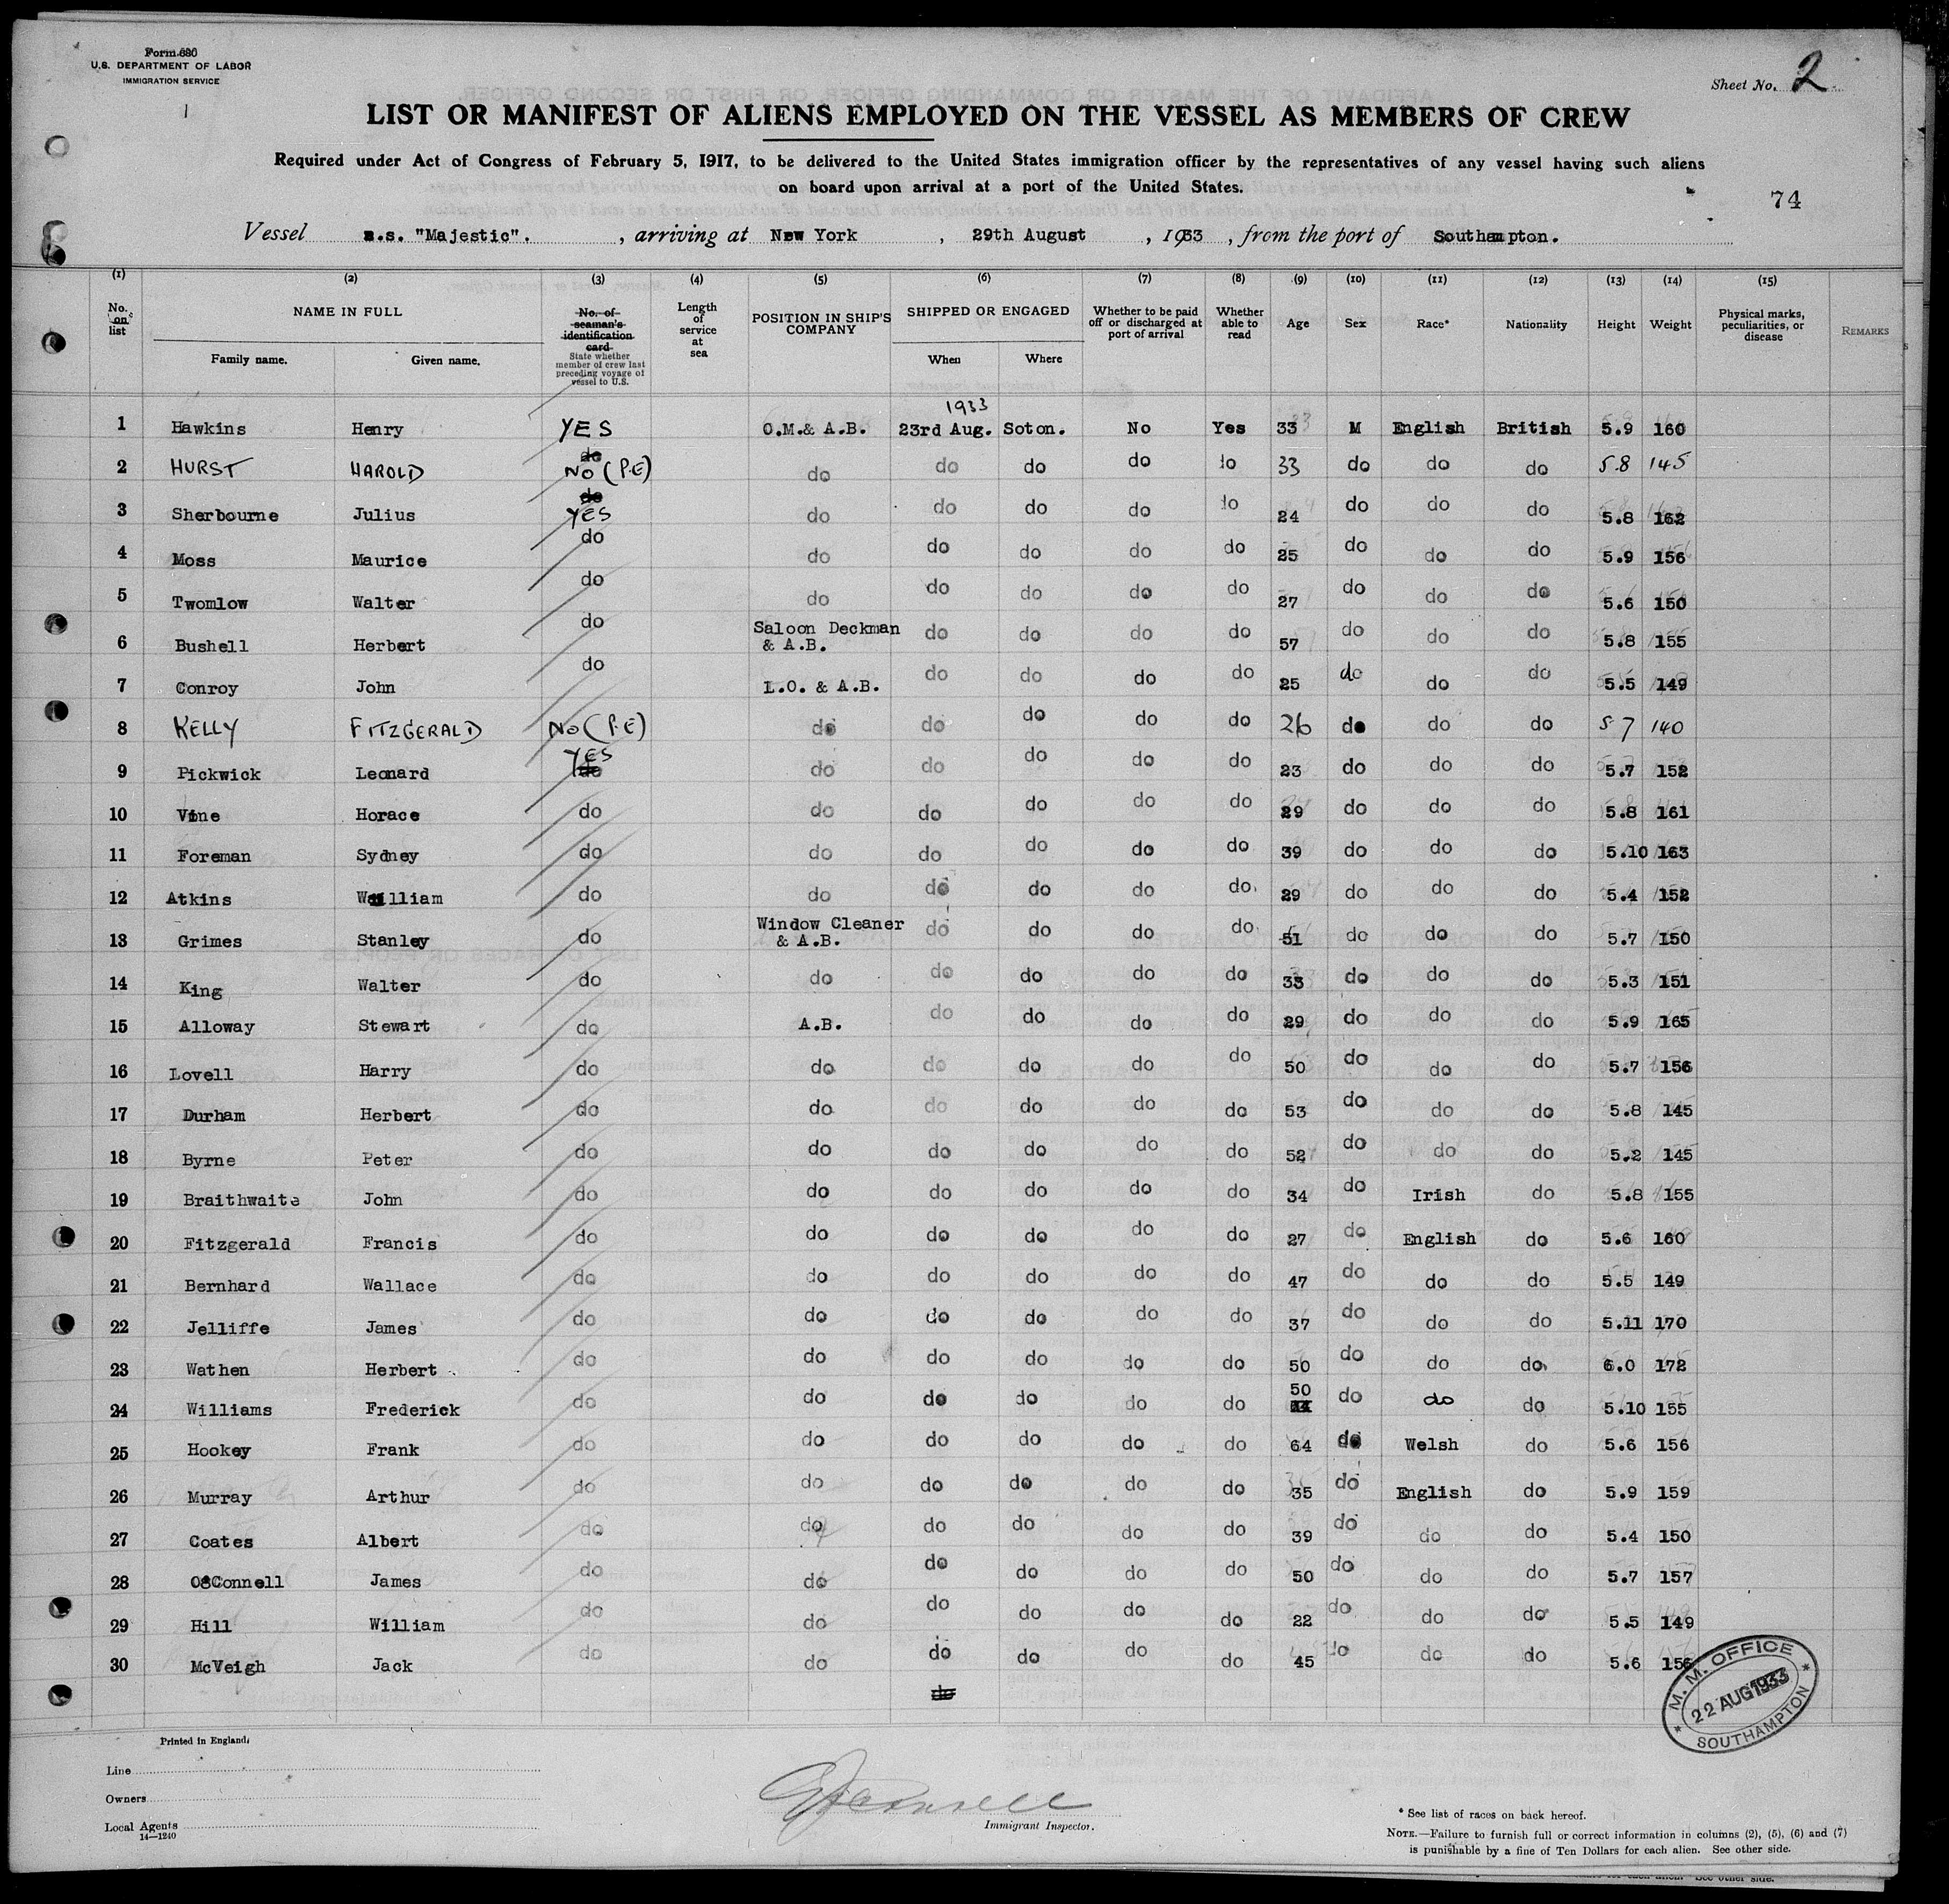 Form 686
U.S. DEPARTMENT OF LABOR
IMMIGRATION SERVICE
Sheet No. 2
LIST OR MANIFEST OF ALIENS EMPLOYED ON THE VESSEL AS MEMBERS OF CREW
Required under Act of Congress of February 5, 1917, to be delivered to the United States immigration officer by the representatives of any vessel having such aliens
on board upon arrival at a port of the United States.
74
Vessel s.s. "Majestic". , arriving at New York , 29th August , 1933 , from the port of Southampton.
(1) (2) (3) (4) (5) (6) (7) (8) (9) (10) (11) (12) (13) (14) (15)
No. on list NAME IN FULL Family name. Given name. No. of seaman's identification card State whether member of crew last preceding voyage of vessel to U.S. Length of service at sea POSITION IN SHIP'S COMPANY SHIPPED OR ENGAGED When Where Whether to be paid off or discharged at port of arrival Whether able to read Age Sex Race* Nationality Height Weight Physical marks, peculiarities, or disease REMARKS
1933
1 Hawkins Henry YES O.M.& A.B. 23rd Aug. Soton. No Yes 33 M English British 5.9 160
2 HURST HAROLD do NO (P.E) do do do do do 33 do do do 5.8 145
3 Sherbourne Julius do YES do do do do do 24 do do do 5.8 162
4 Moss Maurice do do do do do do 25 do do do 5.9 156
5 Twomlow Walter do do do do do do 27 do do do 5.6 150
6 Bushell Herbert do Saloon Deckman & A.B. do do do do 57 do do do 5.8 155
7 Conroy John do L.O. & A.B. do do do do 25 do do do 5.5 149
8 KELLY FITZGERALD NO (P.E) do do do do do 26 do do do 5 7 140
9 Pickwick Leonard YES do do do do do do 23 do do do 5.7 152
10 Vine Horace do do do do do do 29 do do do 5.8 161
11 Foreman Sydney do do do do do do 39 do do do 5.10 163
12 Atkins William do do do do do do 29 do do do 5.4 152
13 Grimes Stanley do Window Cleaner & A.B. do do do do 51 do do do 5.7 150
14 King Walter do do do do do do 33 do do do 5.3 151
15 Alloway Stewart do A.B. do do do do 29 do do do 5.9 165
16 Lovell Harry do do do do do do 50 do do do 5.7 156
17 Durham Herbert do do do do do do 53 do do do 5.8 145
18 Byrne Peter do do do do do do 52 do do do 5.2 145
19 Braithwaite John do do do do do do 34 do Irish do 5.8 155
20 Fitzgerald Francis do do do do do do 27 do English do 5.6 160
21 Bernhard Wallace do do do do do do 47 do do do 5.5 149
22 Jelliffe James do do do do do do 37 do do do 5.11 170
23 Wathen Herbert do do do do do do 50 do do do 6.0 172
24 Williams Frederick do do do do do do 50 do do do 5.10 155
25 Hookey Frank do do do do do do 64 do Welsh do 5.6 156
26 Murray Arthur do do do do do do 35 do English do 5.9 159
27 Coates Albert do do do do do do 39 do do do 5.4 150
28 O'Connell James do do do do do do 50 do do do 5.7 157
29 Hill William do do do do do do 22 do do do 5.5 149
30 McVeigh Jack do do do do do do 45 do do do 5.6 156
do
M. M. OFFICE
22 AUG 1933
SOUTHAMPTON
Printed in England.
Line
Owners
Local Agents
14—1240
Immigrant Inspector.
* See list of races on back hereof.
NOTE.—Failure to furnish full or correct information in columns (2), (5), (6) and (7)
is punishable by a fine of Ten Dollars for each alien. See other side.